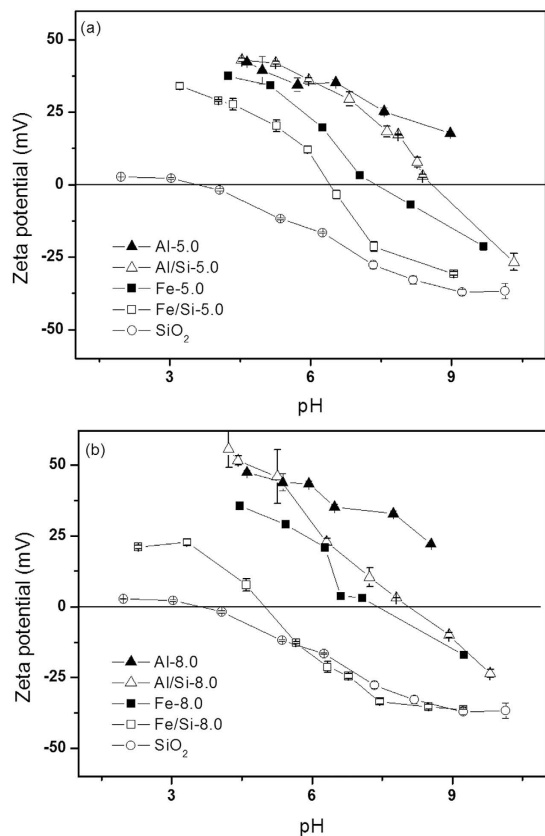 (a)
50
25
0
-25
-50
Zeta potential (mV)
Al-5.0
Al/Si-5.0
Fe-5.0
Fe/Si-5.0
SiO2
3
6
9
pH
(b)
50
25
0
-25
-50
Zeta potential (mV)
Al-8.0
Al/Si-8.0
Fe-8.0
Fe/Si-8.0
SiO2
3
6
9
pH